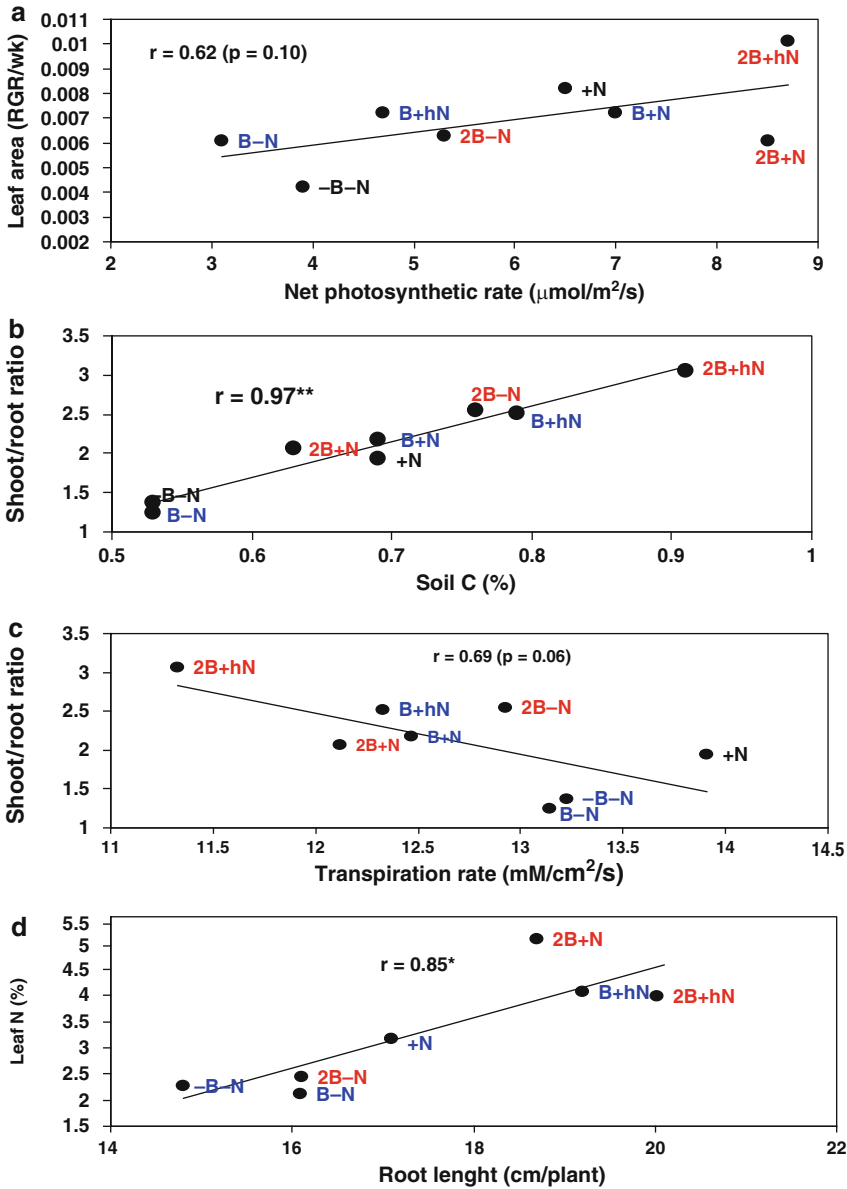 a
Leaf area (RGR/wk)
0.011
0.01
0.009
0.008
0.007
0.006
0.005
0.004
0.003
0.002
r = 0.62 (p = 0.10)
2B+hN
+N
B+hN
B+N
B–N
2B–N
2B+N
–B–N
2 3 4 5 6 7 8 9
Net photosynthetic rate (μmol/m²/s)
b
Shoot/root ratio
3.5
3
2.5
2
1.5
1
r = 0.97**
2B+hN
2B–N
B+hN
B+N
2B+N
+N
–B–N
B–N
0.5 0.6 0.7 0.8 0.9 1
Soil C (%)
c
Shoot/root ratio
3.5
3
2.5
2
1.5
1
r = 0.69 (p = 0.06)
2B+hN
B+hN
2B–N
2B+N
B+N
+N
–B–N
B–N
11 11.5 12 12.5 13 13.5 14 14.5
Transpiration rate (mM/cm²/s)
d
Leaf N (%)
5.5
5
4.5
4
3.5
3
2.5
2
1.5
r = 0.85*
2B+N
B+hN
2B+hN
+N
–B–N
2B–N
B–N
14 16 18 20 22
Root lenght (cm/plant)